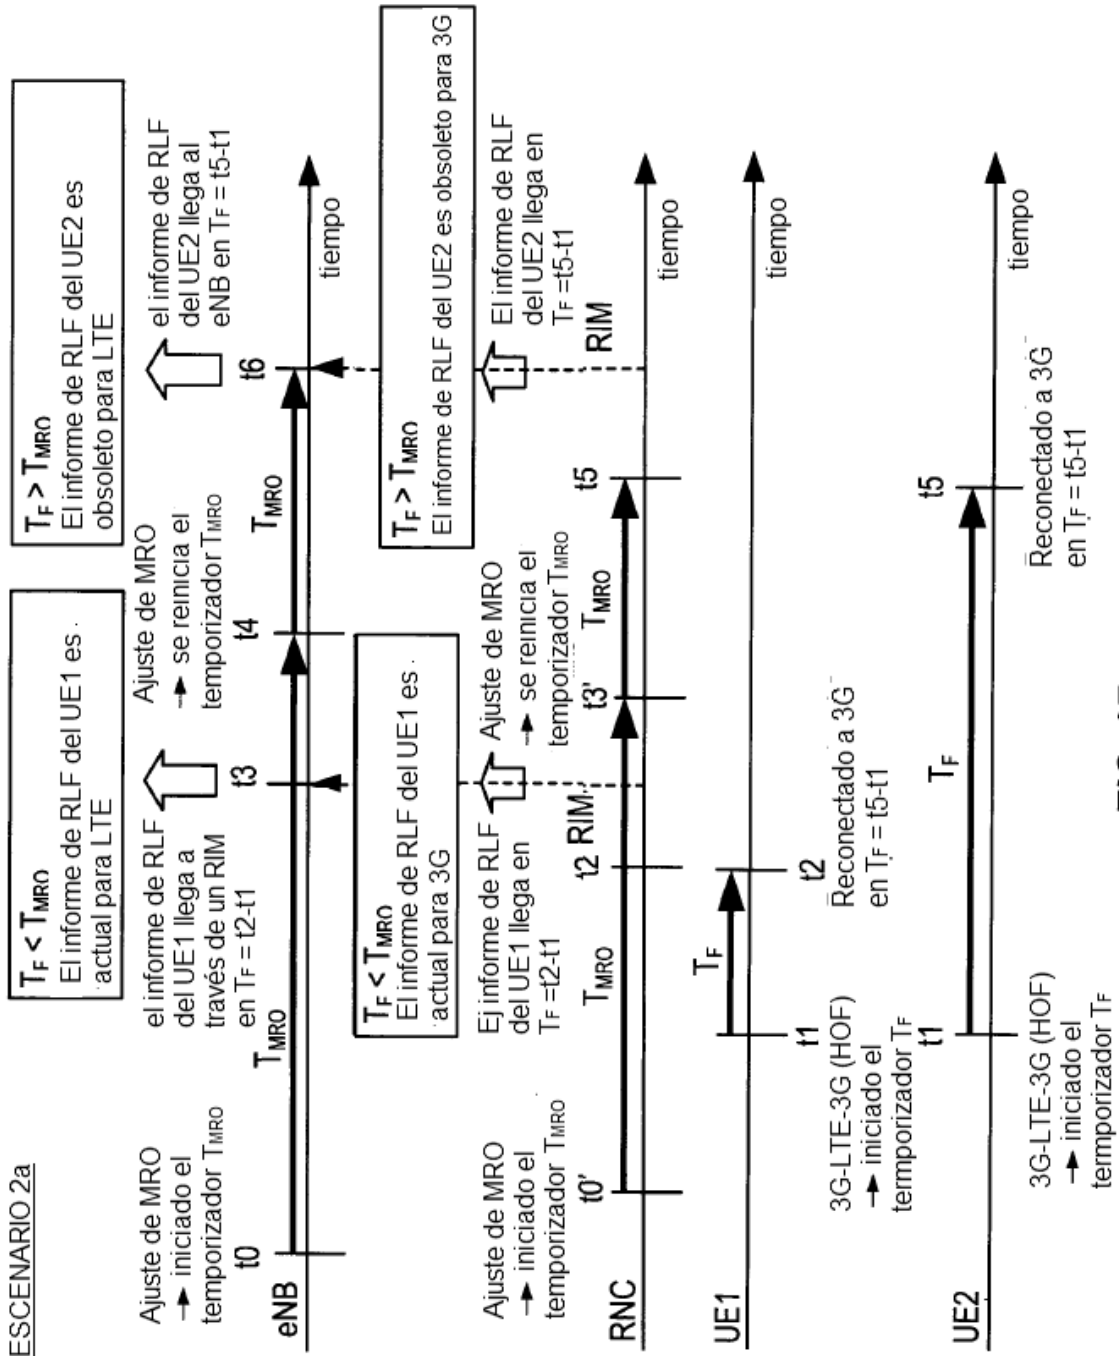 ESCENARIO 2a
TF < TMRO
El informe de RLF del UE1 es .
actual para LTE
TF > TMRO
El informe de RLF del UE2 es
obsoleto para LTE
Ajuste de MRO
→ iniciado el
temporizador TMRO
el informe de RLF
del UE1 llega a
través de un RIM
en TF = t2-t1
Ajuste de MRO
→ se reinicia el
temporizador TMRO
el informe de RLF
del UE2 llega al
eNB en TF = t5-t1
t0
t3
t4
t6
TMRO
TMRO
eNB
tiempo
TF < TMRO
El informe de RLF del UE1 es .
actual para 3G
TF > TMRO
El informe de RLF del UE2 es obsoleto para 3G
Ajuste de MRO
→ iniciado el
temporizador TMRO
Ej informe de RLF
del UE1 llega en
TF =t2-t1
Ajuste de MRO
→ se reinicia el
temporizador TMRO
El informe de RLF
del UE2 llega en
TF =t5-t1
RIM
RIM
t0'
t2
t3'
t5
TMRO
TMRO
RNC
tiempo
TF
UE1
tiempo
t1
t2
3G-LTE-3G (HOF)
→ iniciado el
termporizador TF
Reconectado a 3G
en TF = t5-t1
TF
UE2
tiempo
t1
t5
3G-LTE-3G (HOF)
→ iniciado el
termporizador TF
Reconectado a 3G
en TF = t5-t1